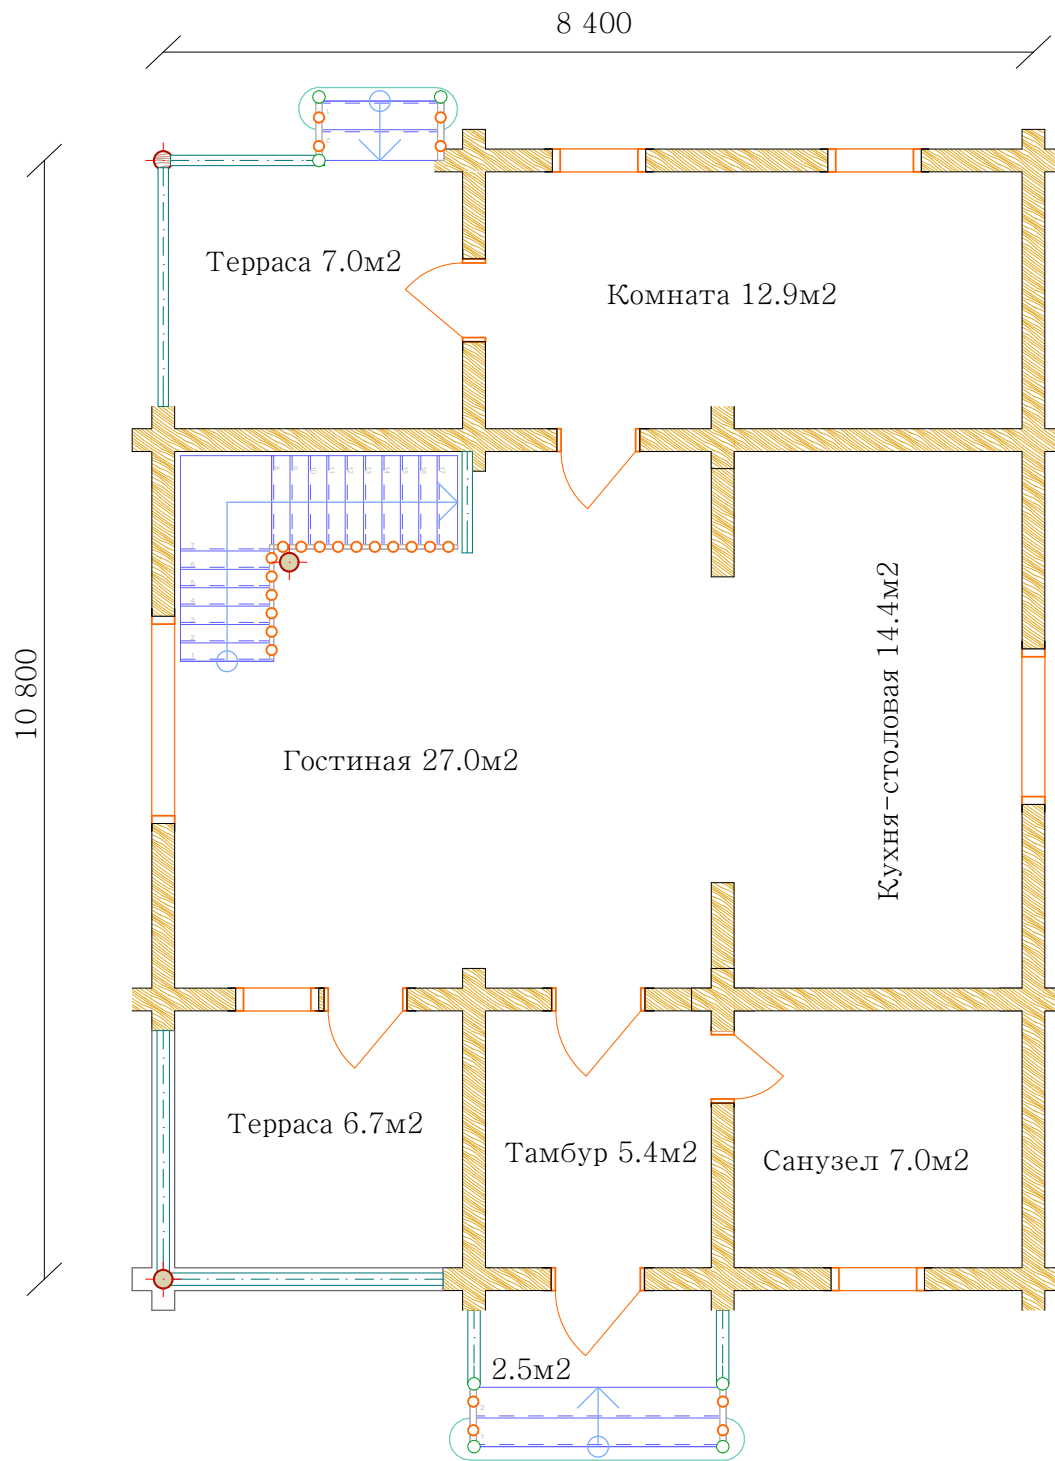 8 400
Терраса 7.0м2
Комната 12.9м2
10 800
Гостиная 27.0м2
Кухня-столовая 14.4м2
Терраса 6.7м2
Тамбур 5.4м2
Санузел 7.0м2
2.5м2